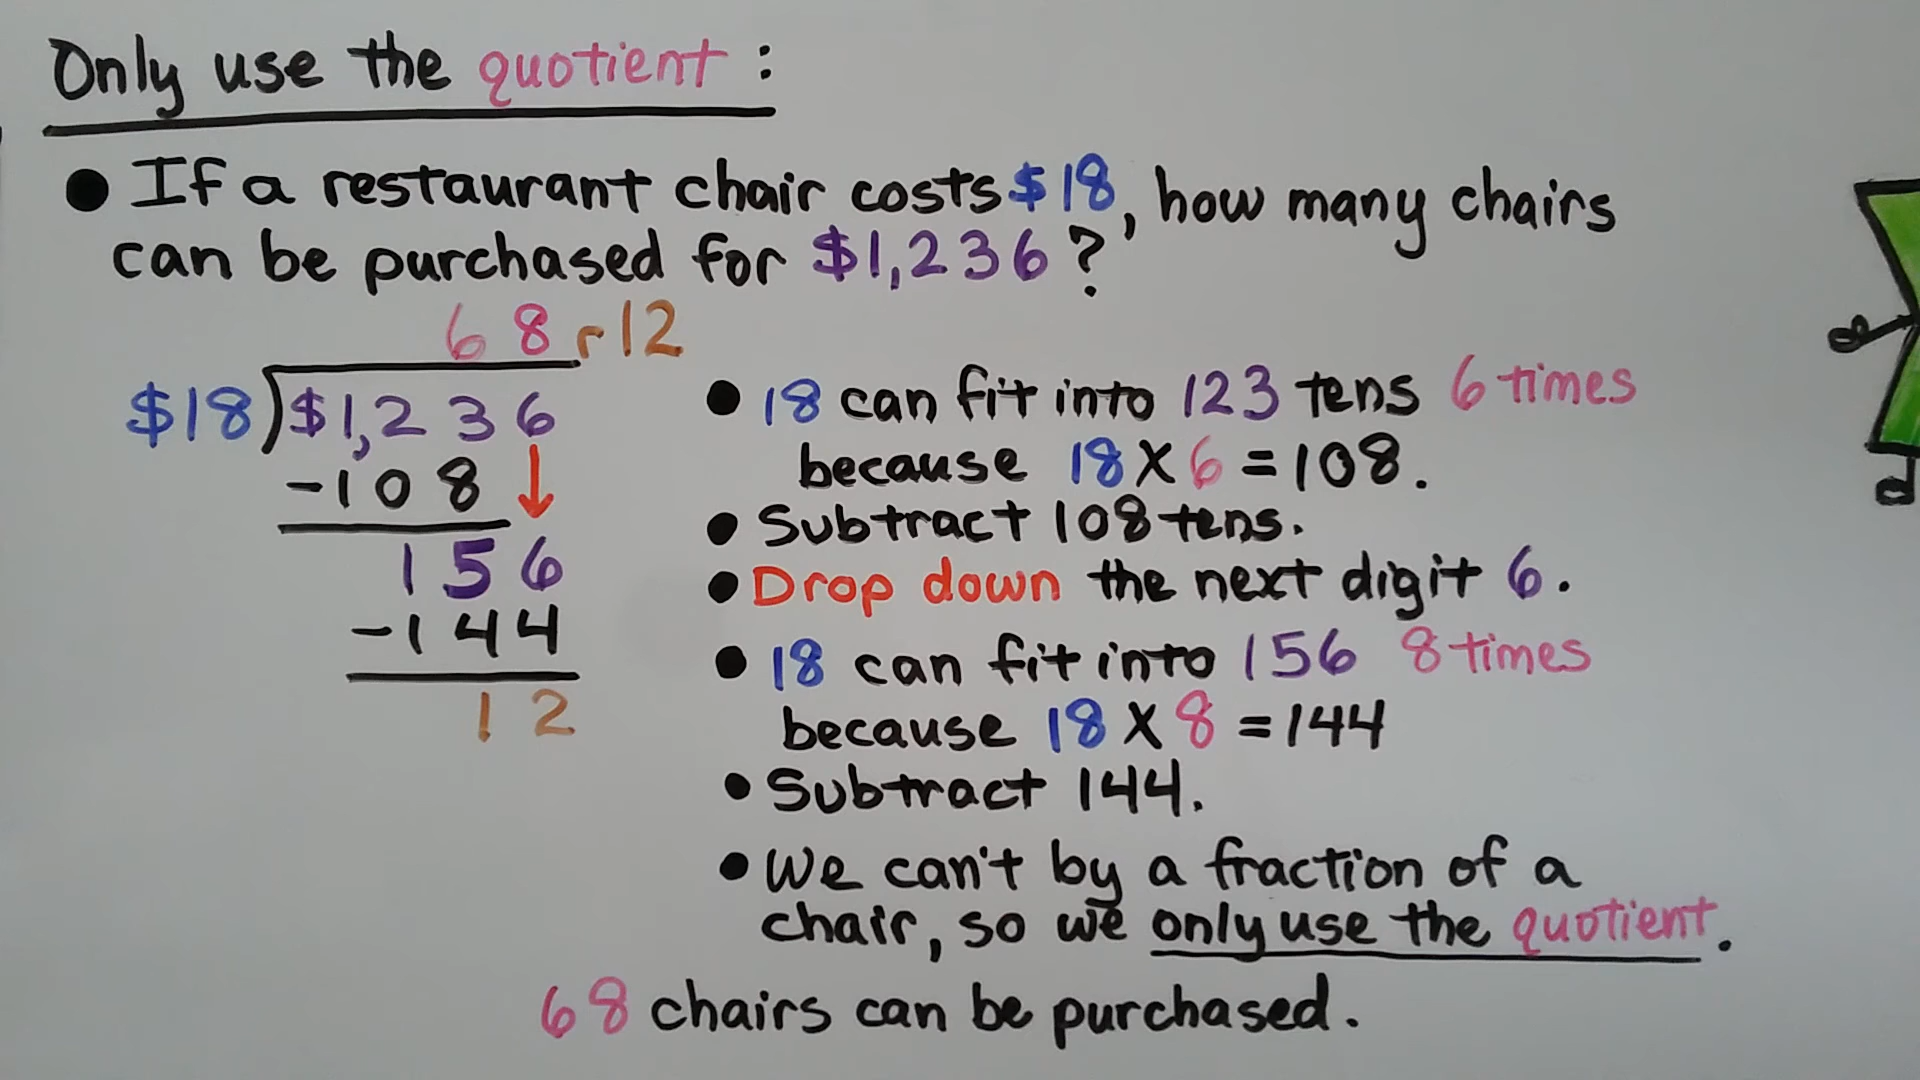 Only use the quotient :
● If a restaurant chair costs $18, how many chairs
can be purchased for $1,236?
68 r12
$18)$1,236
-108↓
156
-144
12
● 18 can fit into 123 tens 6 times
because 18 X 6 = 108.
● Subtract 108 tens.
● Drop down the next digit 6.
● 18 can fit into 156 8 times
because 18 X 8 = 144
● Subtract 144.
● We can't by a fraction of a
chair, so we only use the quotient.
68 chairs can be purchased.